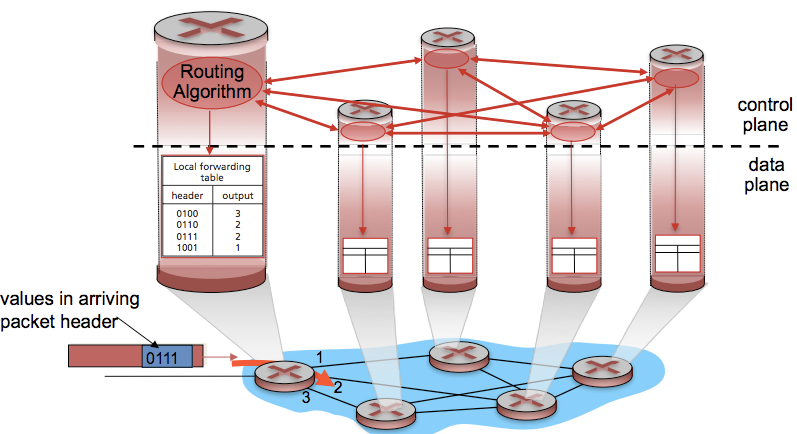 Routing
Algorithm
control
plane
data
plane
Local forwarding
table
header output
0100 3
0110 2
0111 2
1001 1
values in arriving
packet header
0111
1
2
3